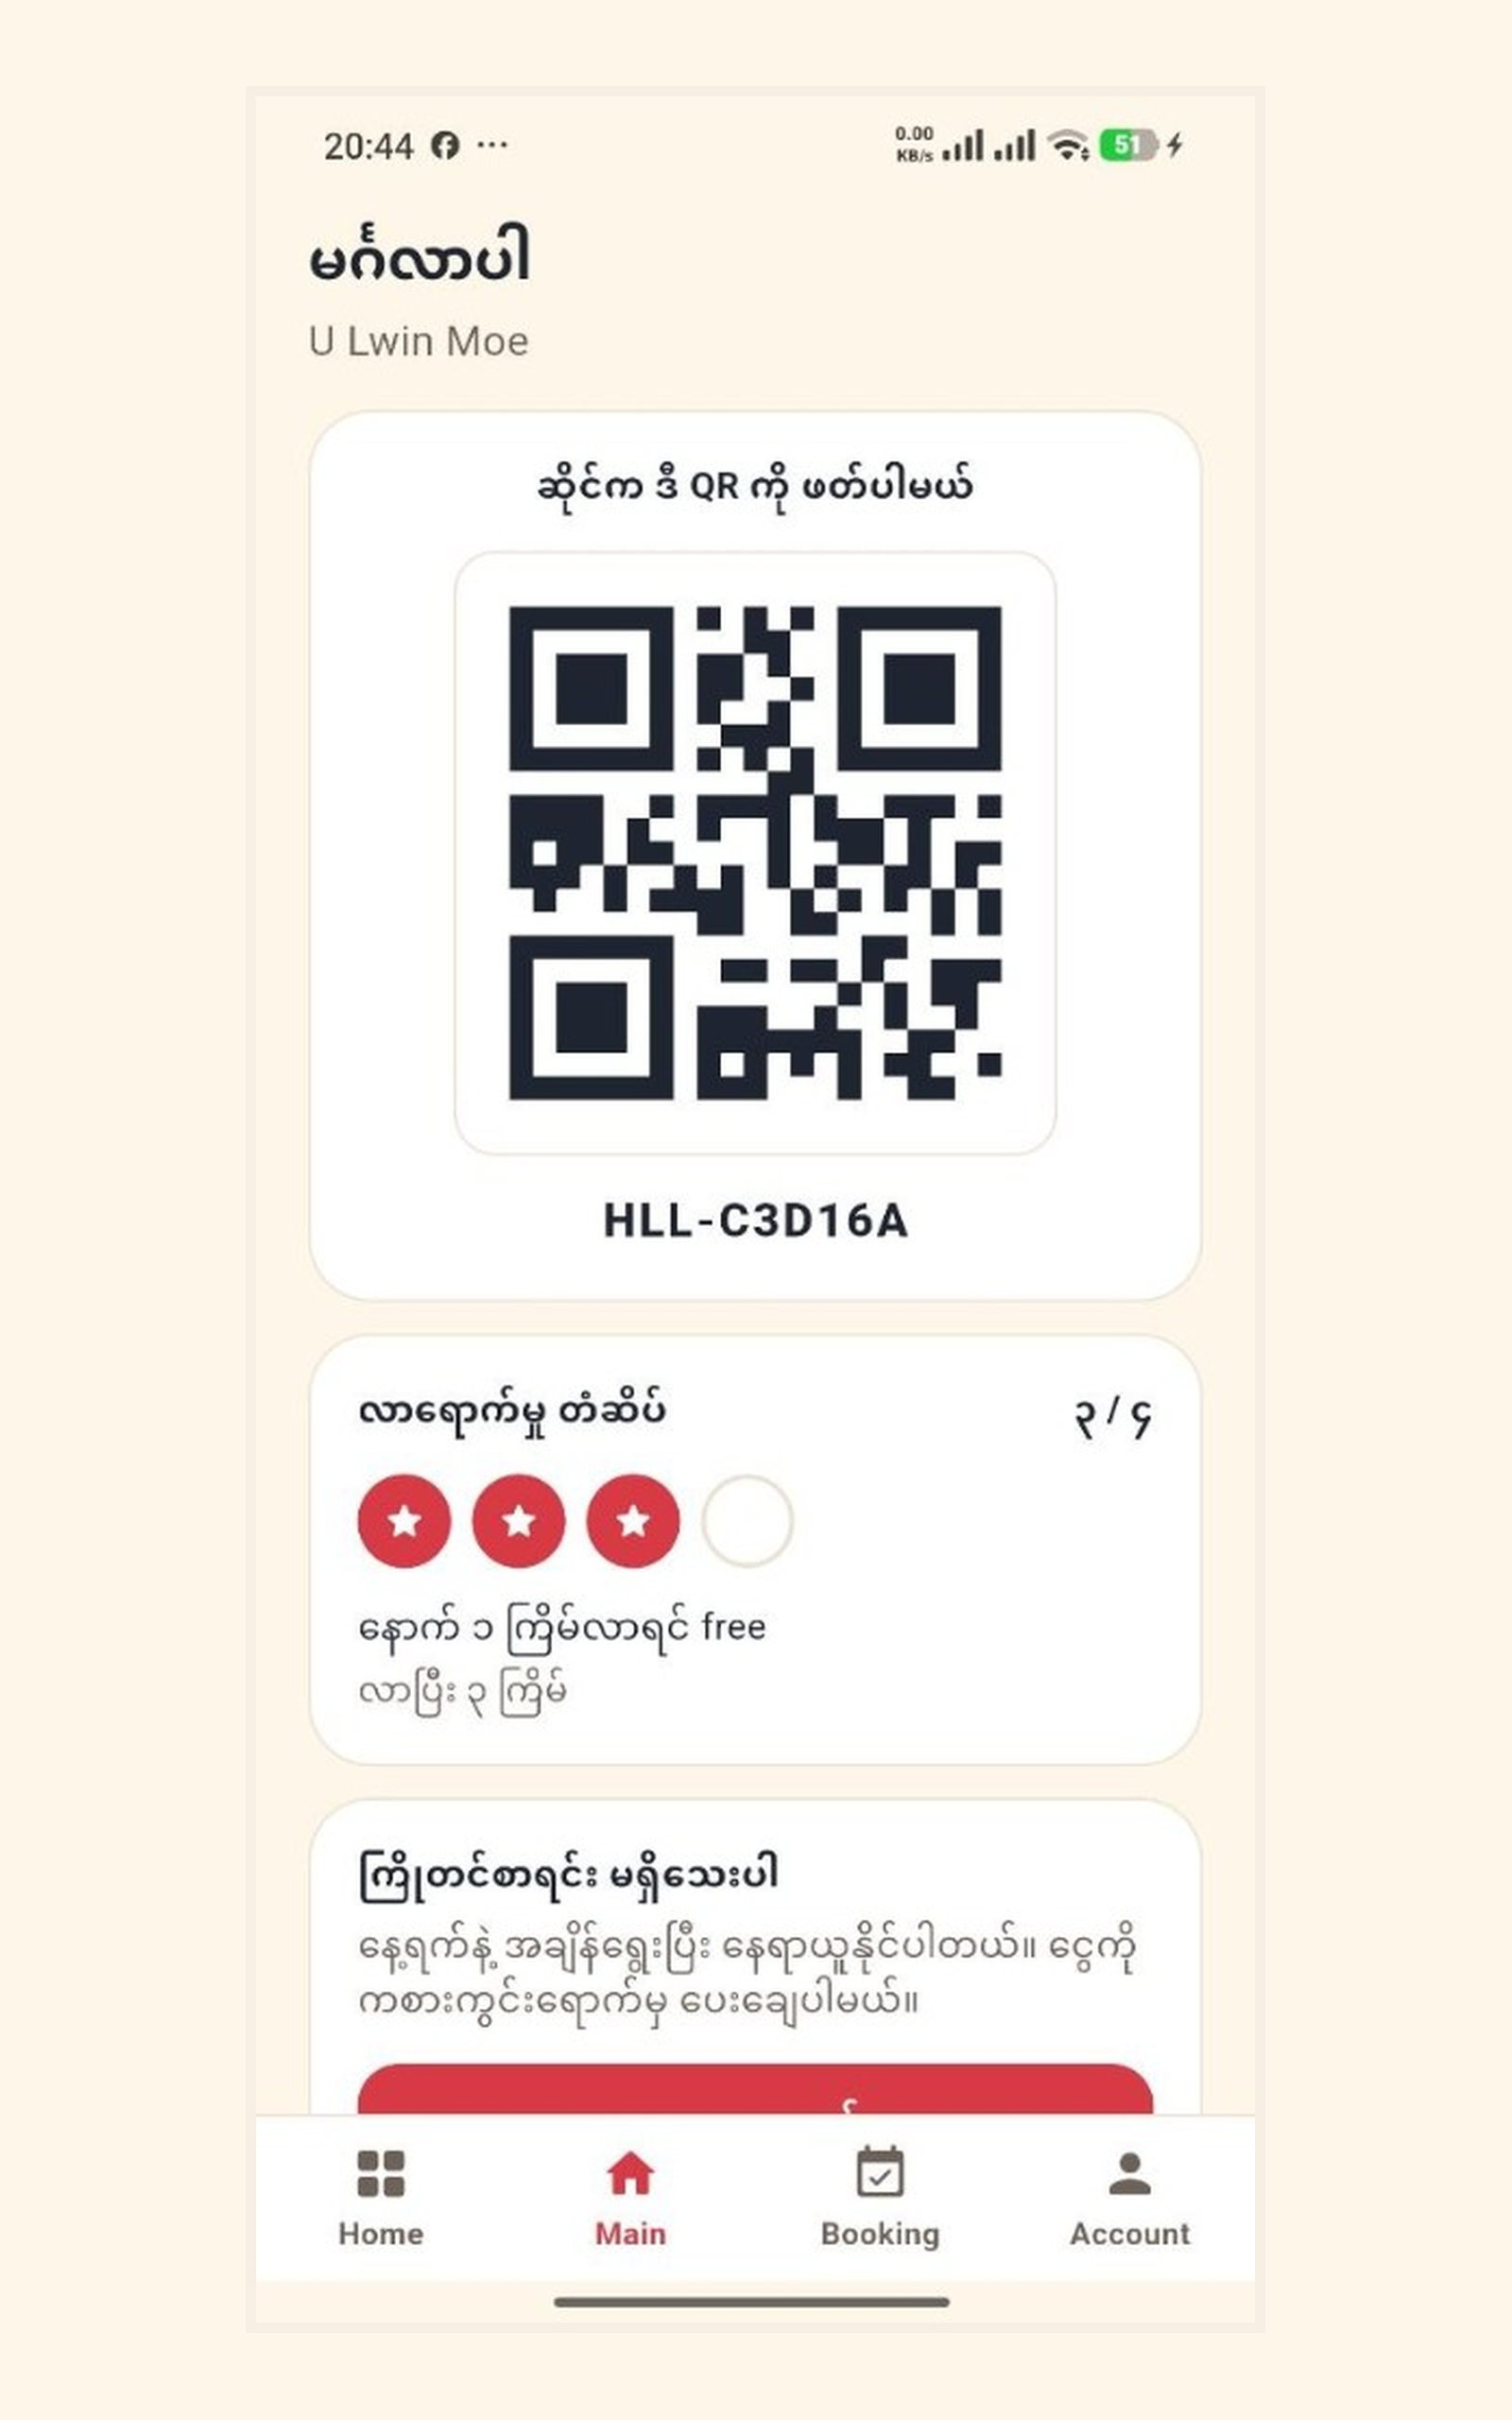 20:44
0.00
KB/s
51
မင်္ဂလာပါ
U Lwin Moe
ဆိုင်က ဒီ QR ကို ဖတ်ပါမယ်
HLL-C3D16A
လာရောက်မှု တံဆိပ်
၃ / ၄
နောက် ၁ ကြိမ်လာရင် free
လာပြီး ၃ ကြိမ်
ကြိုတင်စာရင်း မရှိသေးပါ
နေ့ရက်နဲ့ အချိန်ရွေးပြီး နေရာယူနိုင်ပါတယ်။ ငွေကို
ကစားကွင်းရောက်မှ ပေးချေပါမယ်။
Home
Main
Booking
Account